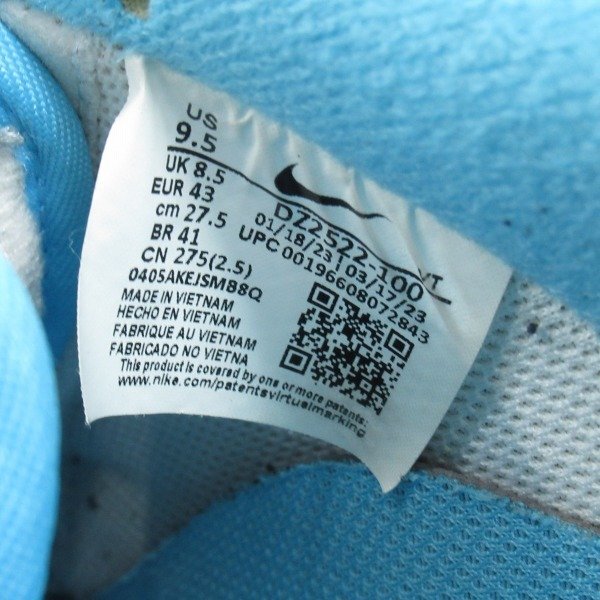 US
9.5
UK 8.5
EUR 43
cm 27.5
BR 41
CN 275(2.5)
0405AKEJSM88Q
MADE IN VIETNAM
HECHO EN VIETNAM
FABRIQUE AU VIETNAM
FABRICADO NO VIETNA
This product is covered by one or more patents:
www.nike.com/patentsvirtualmarking
DZ2522-100
VT
01/18/23 | 03/17/23
UPC 00196608072843